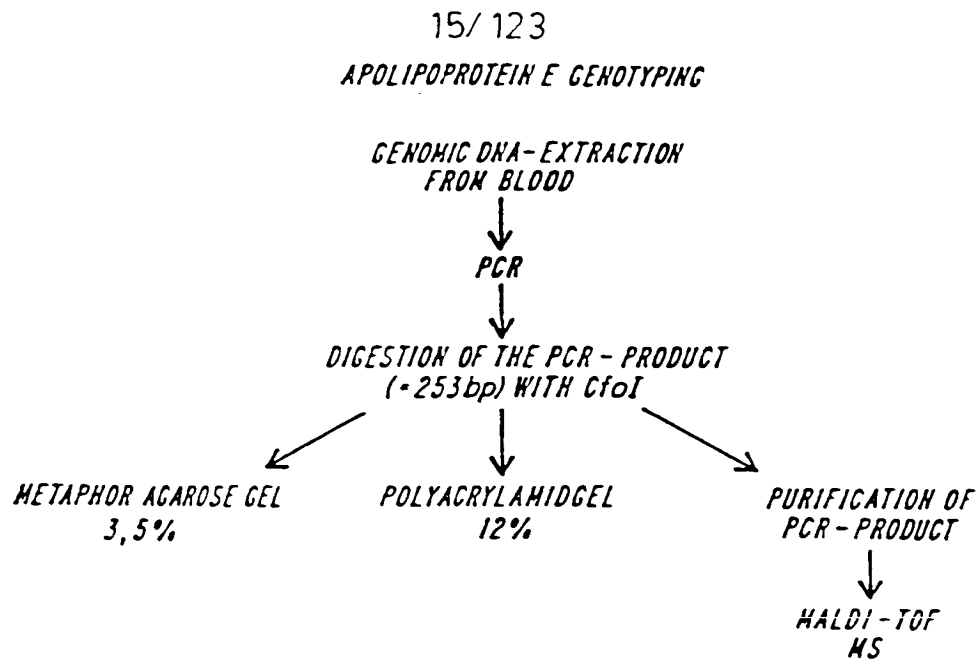 15/123
APOLIPOPROTEIN E GENOTYPING
GENOMIC DNA-EXTRACTION
FROM BLOOD
PCR
DIGESTION OF THE PCR-PRODUCT
(=253bp) WITH CfoI
METAPHOR AGAROSE GEL
3,5%
POLYACRYLAMIDGEL
12%
PURIFICATION OF
PCR-PRODUCT
MALDI-TOF
MS